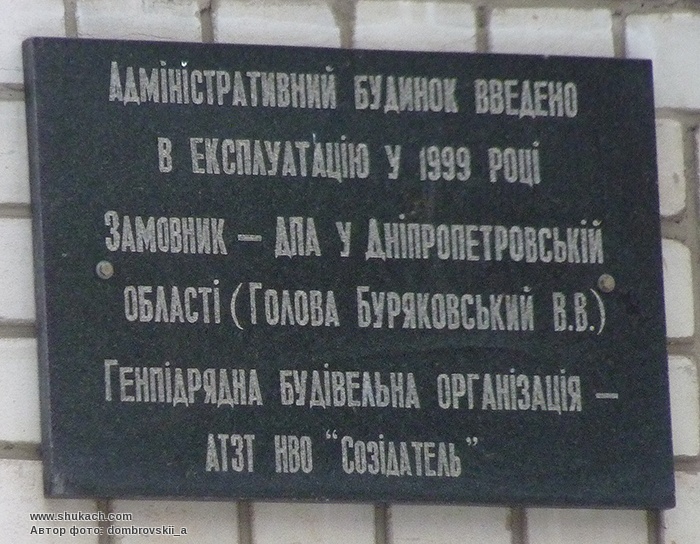 Адміністративний будинок введено
в експлуатацію у 1999 році
Замовник – ДПА у Дніпропетровській
області (Голова Буряковський В.В.)
Генпідрядна будівельна організація –
АТЗТ НВО "Созідатель"
www.shukach.com
Автор фото: dombrovskii_a